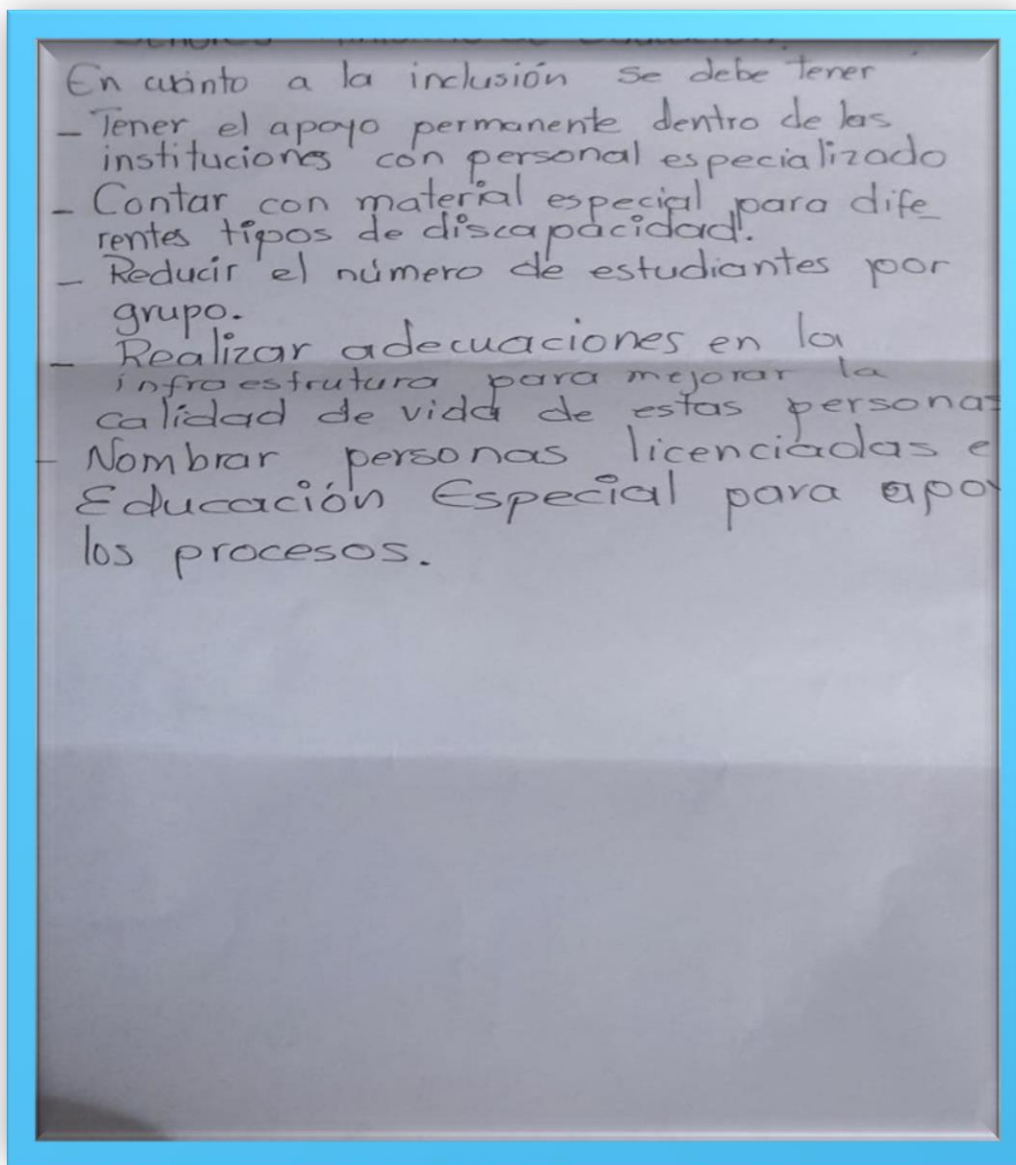 En cuánto a la inclusión se debe tener
- Tener el apoyo permanente dentro de las
instituciones con personal especializado
- Contar con material especial para dife
rentes tipos de discapacidad.
- Reducir el número de estudiantes por
grupo.
- Realizar adecuaciones en la
infraestrutura para mejorar la
calidad de vida de estas personas
- Nombrar personas licenciadas e
Educación Especial para apo
los procesos.